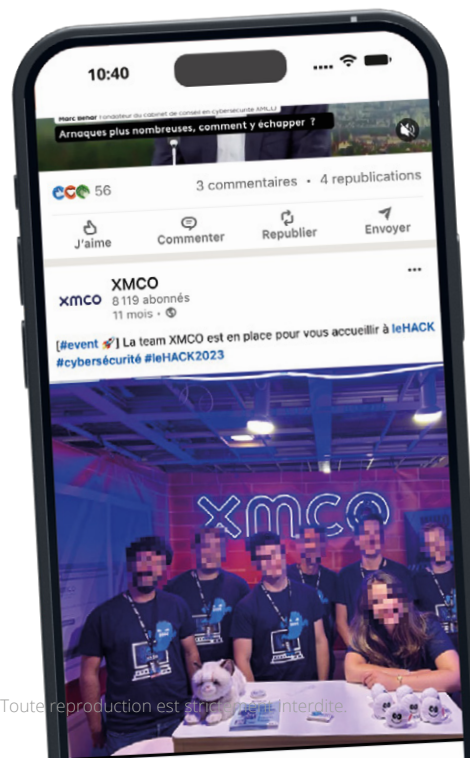 10:40
Marc Behar Fondateur du cabinet de conseil en cybersécurité XMCO
Arnaques plus nombreuses, comment y échapper ?
56
3 commentaires • 4 republications
J'aime
Commenter
Republier
Envoyer
XMCO
xmco
8 119 abonnés
11 mois •
[#event 🚀] La team XMCO est en place pour vous accueillir à leHACK
#cybersécurité #leHACK2023
xmco
Toute reproduction est strictement Interdite.